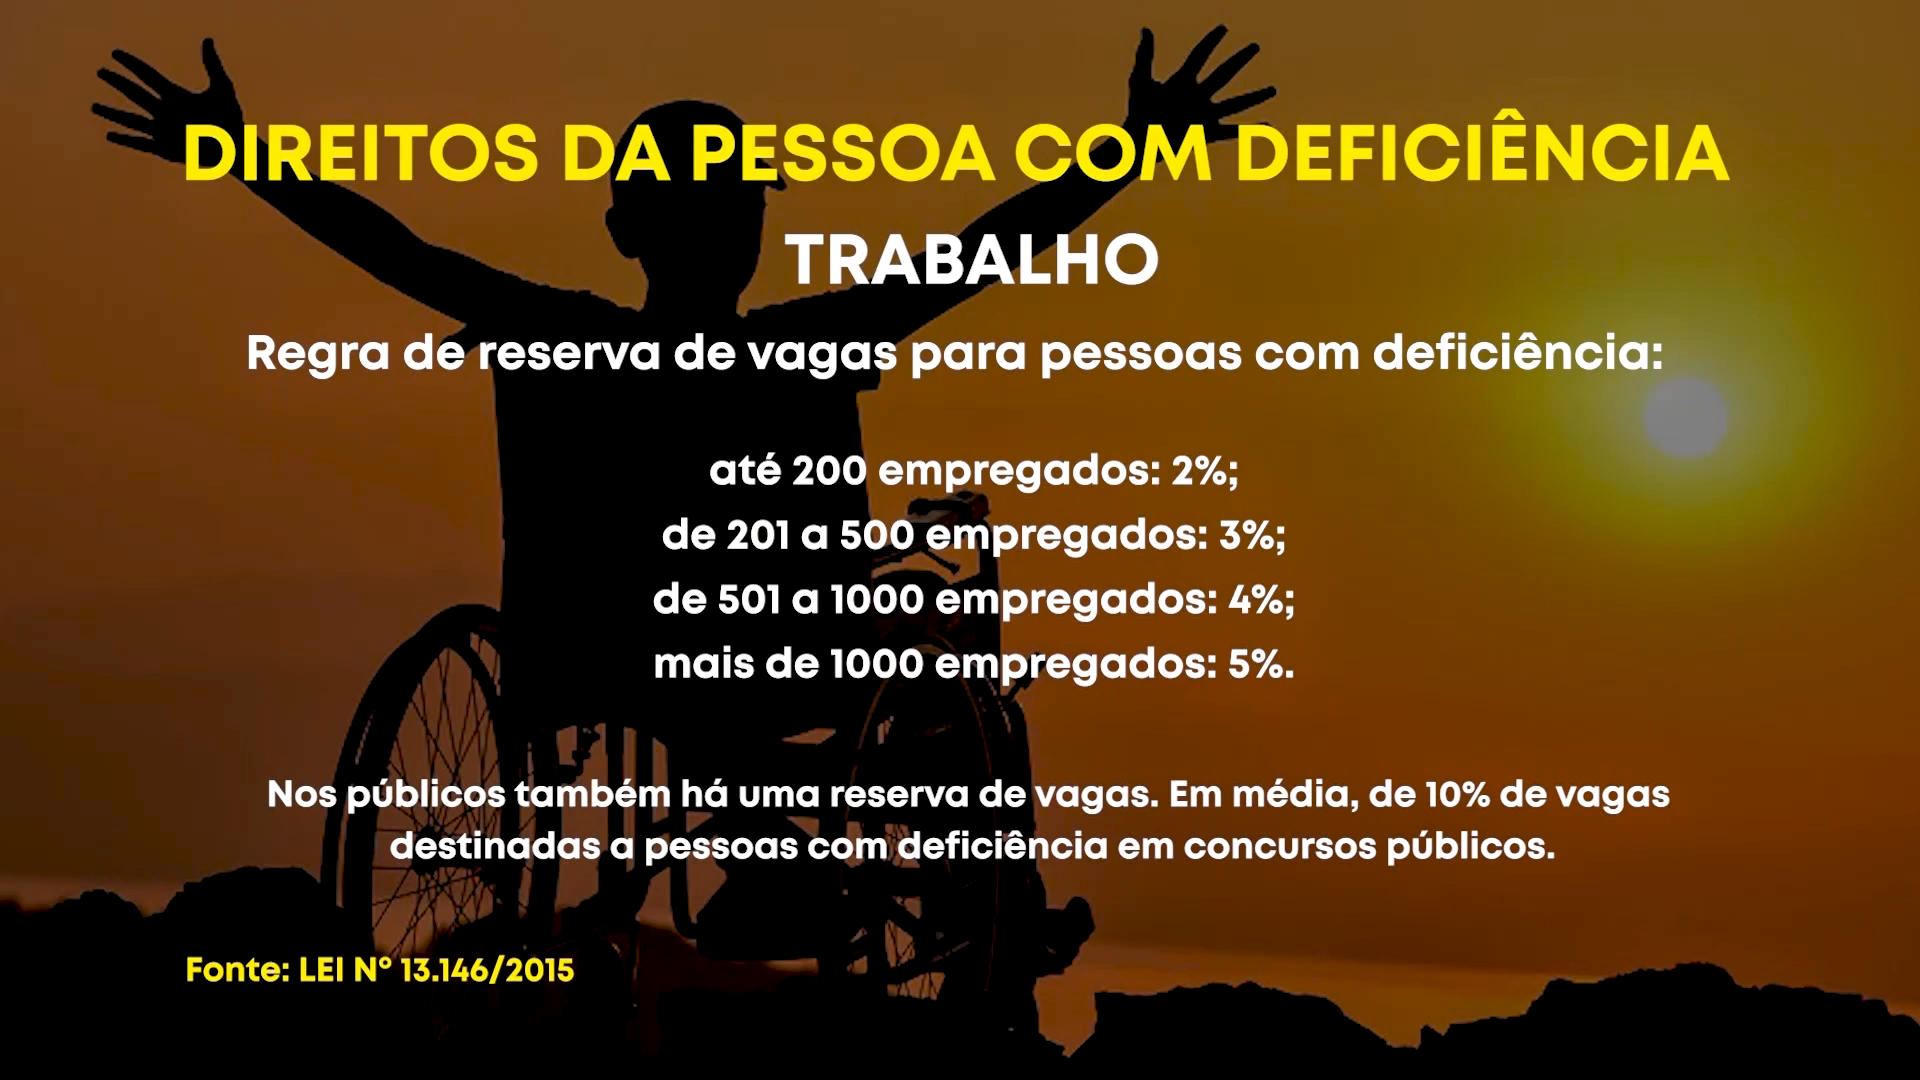 DIREITOS DA PESSOA COM DEFICIÊNCIA
TRABALHO
Regra de reserva de vagas para pessoas com deficiência:
até 200 empregados: 2%;
de 201 a 500 empregados: 3%;
de 501 a 1000 empregados: 4%;
mais de 1000 empregados: 5%.
Nos públicos também há uma reserva de vagas. Em média, de 10% de vagas
destinadas a pessoas com deficiência em concursos públicos.
Fonte: LEI Nº 13.146/2015